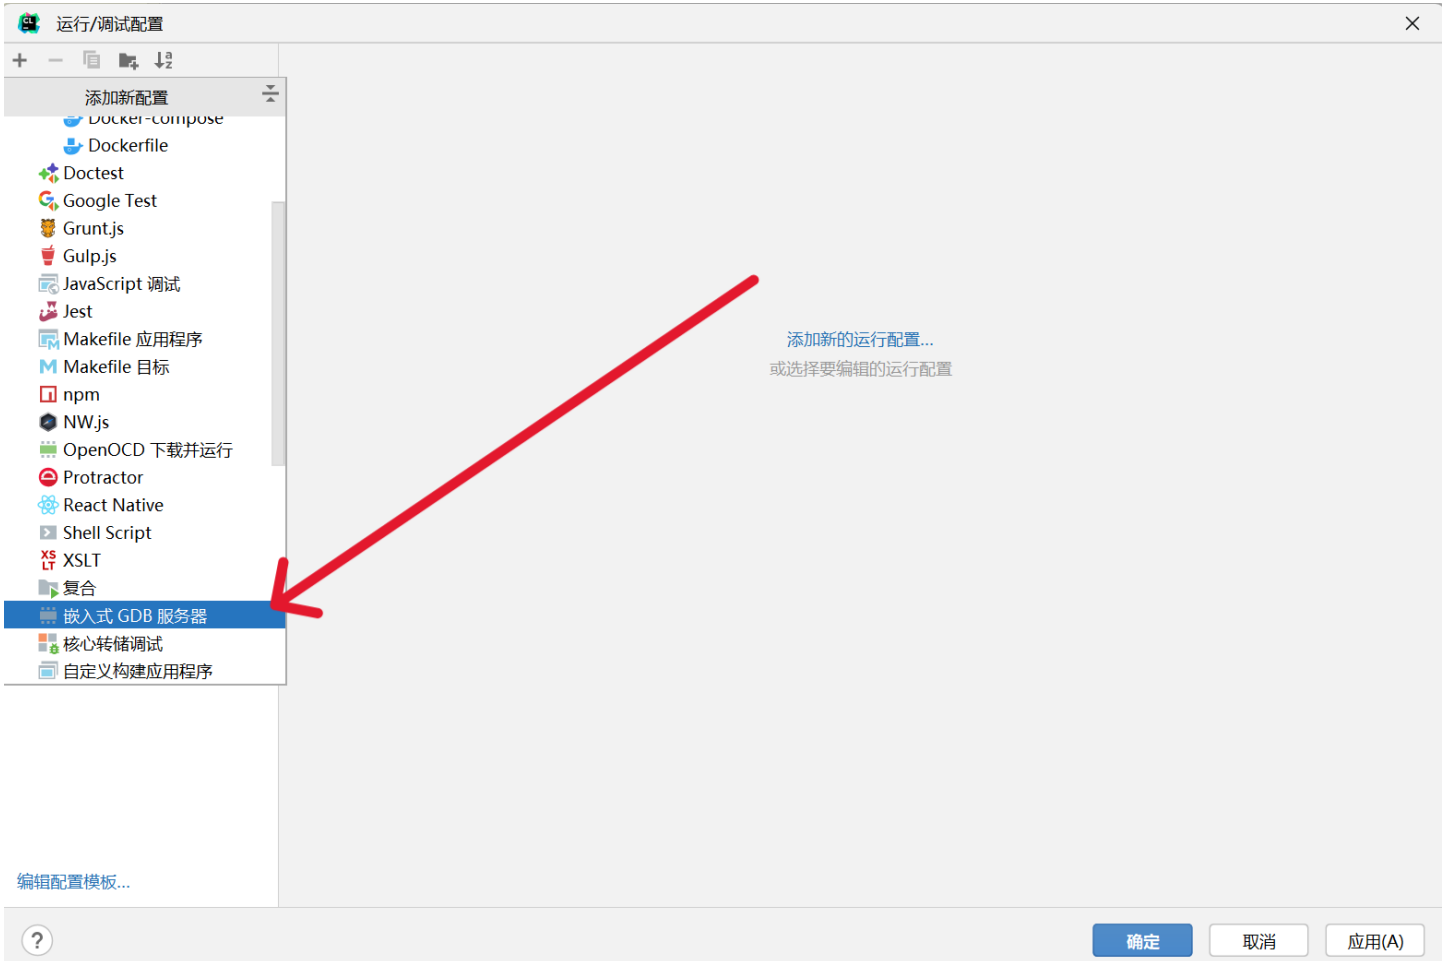 CL
运行/调试配置
添加新配置
Docker-compose
Dockerfile
Doctest
Google Test
Grunt.js
Gulp.js
JavaScript 调试
Jest
Makefile 应用程序
Makefile 目标
npm
NW.js
OpenOCD 下载并运行
Protractor
React Native
Shell Script
XSLT
复合
嵌入式 GDB 服务器
核心转储调试
自定义构建应用程序
添加新的运行配置...
或选择要编辑的运行配置
编辑配置模板...
?
确定
取消
应用(A)